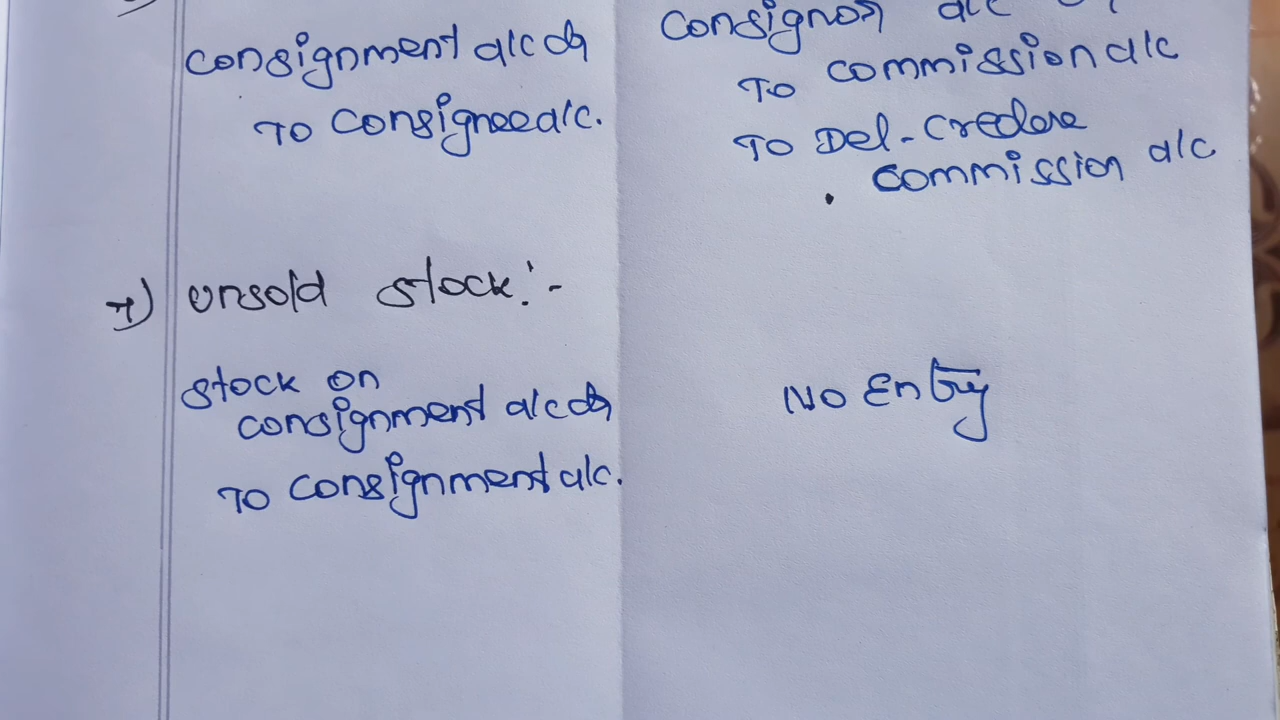 consignment a/c dr
To consignee a/c.
Consignor a/c
To commission a/c
To Del-credere
commission a/c
7) unsold stock:-
stock on
consignment a/c dr
To consignment a/c.
No Entry